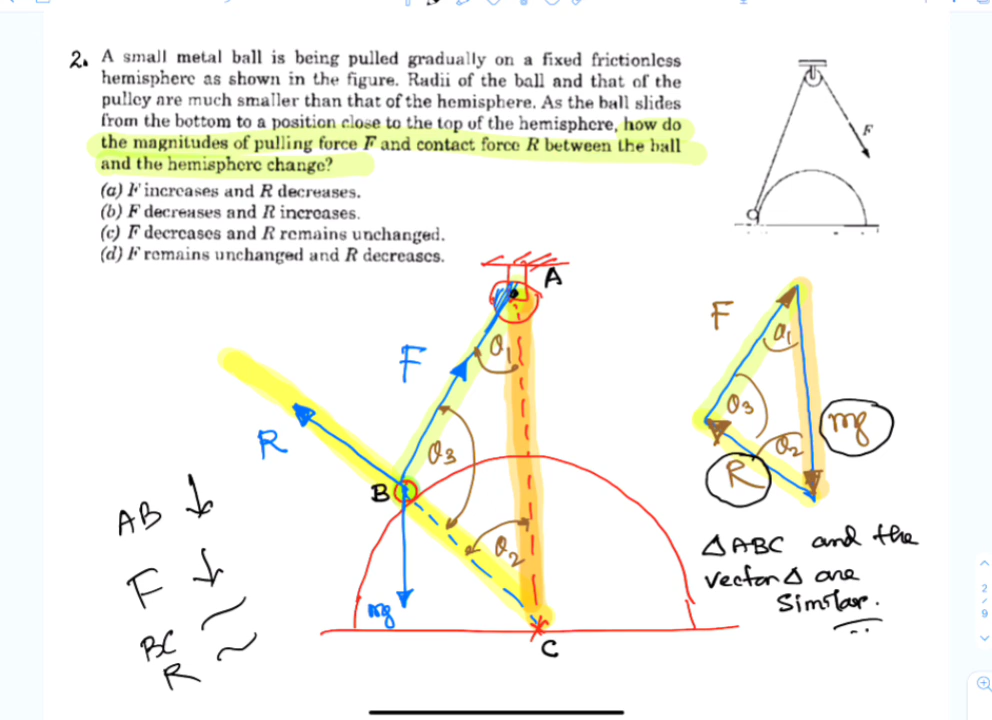 2. A small metal ball is being pulled gradually on a fixed frictionless
hemisphere as shown in the figure. Radii of the ball and that of the
pulley are much smaller than that of the hemisphere. As the ball slides
from the bottom to a position close to the top of the hemisphere, how do
the magnitudes of pulling force F and contact force R between the ball
and the hemisphere change?
(a) F increases and R decreases.
(b) F decreases and R increases.
(c) F decreases and R remains unchanged.
(d) F remains unchanged and R decreases.
F
A
θ1
F
θ3
R
B
θ2
mg
C
AB ↓
F ↓
BC ~
R ~
F
θ1
θ3
mg
θ2
R
△ABC and the
vector △ are
Similar.
2
/
9